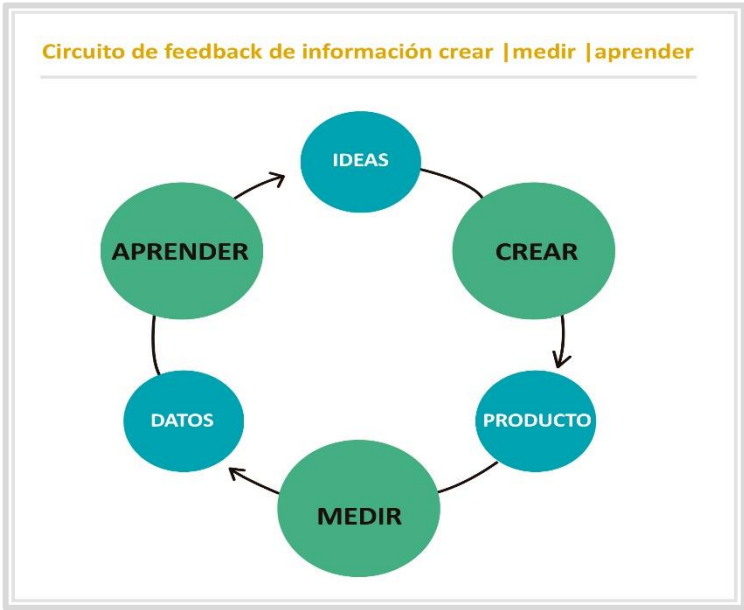 Circuito de feedback de información crear |medir |aprender
IDEAS
CREAR
PRODUCTO
MEDIR
DATOS
APRENDER